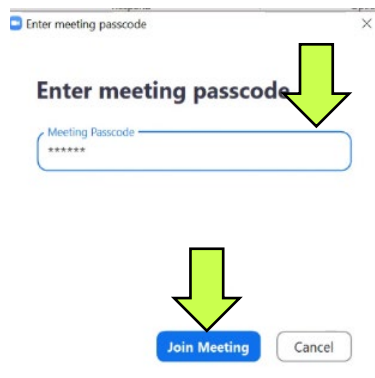 Enter meeting passcode
Enter meeting passcode
Meeting Passcode
******
Join Meeting
Cancel